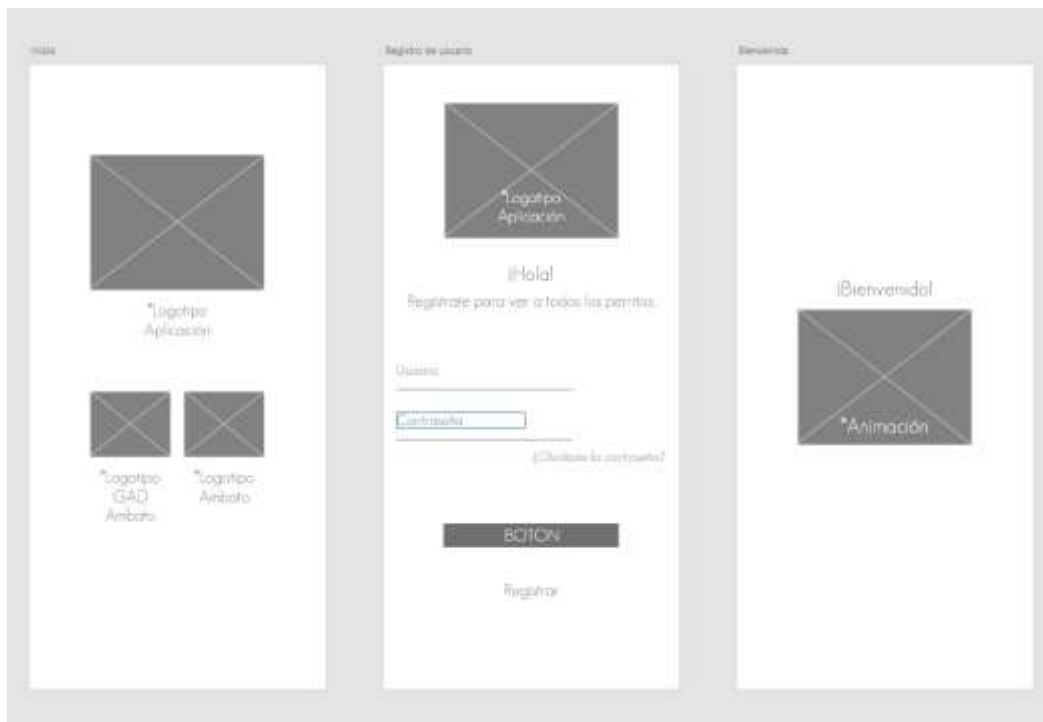 Inicio
*Logotipo
Aplicación
*Logotipo
GAD
Ambato
*Logotipo
Ambato
Registro de usuario
*Logotipo
Aplicación
¡Hola!
Regístrate para ver a todos los perritos
Usuario
Contraseña
¿Olvidaste la contraseña?
BOTON
Registrar
Bienvenida
¡Bienvenido!
*Animación